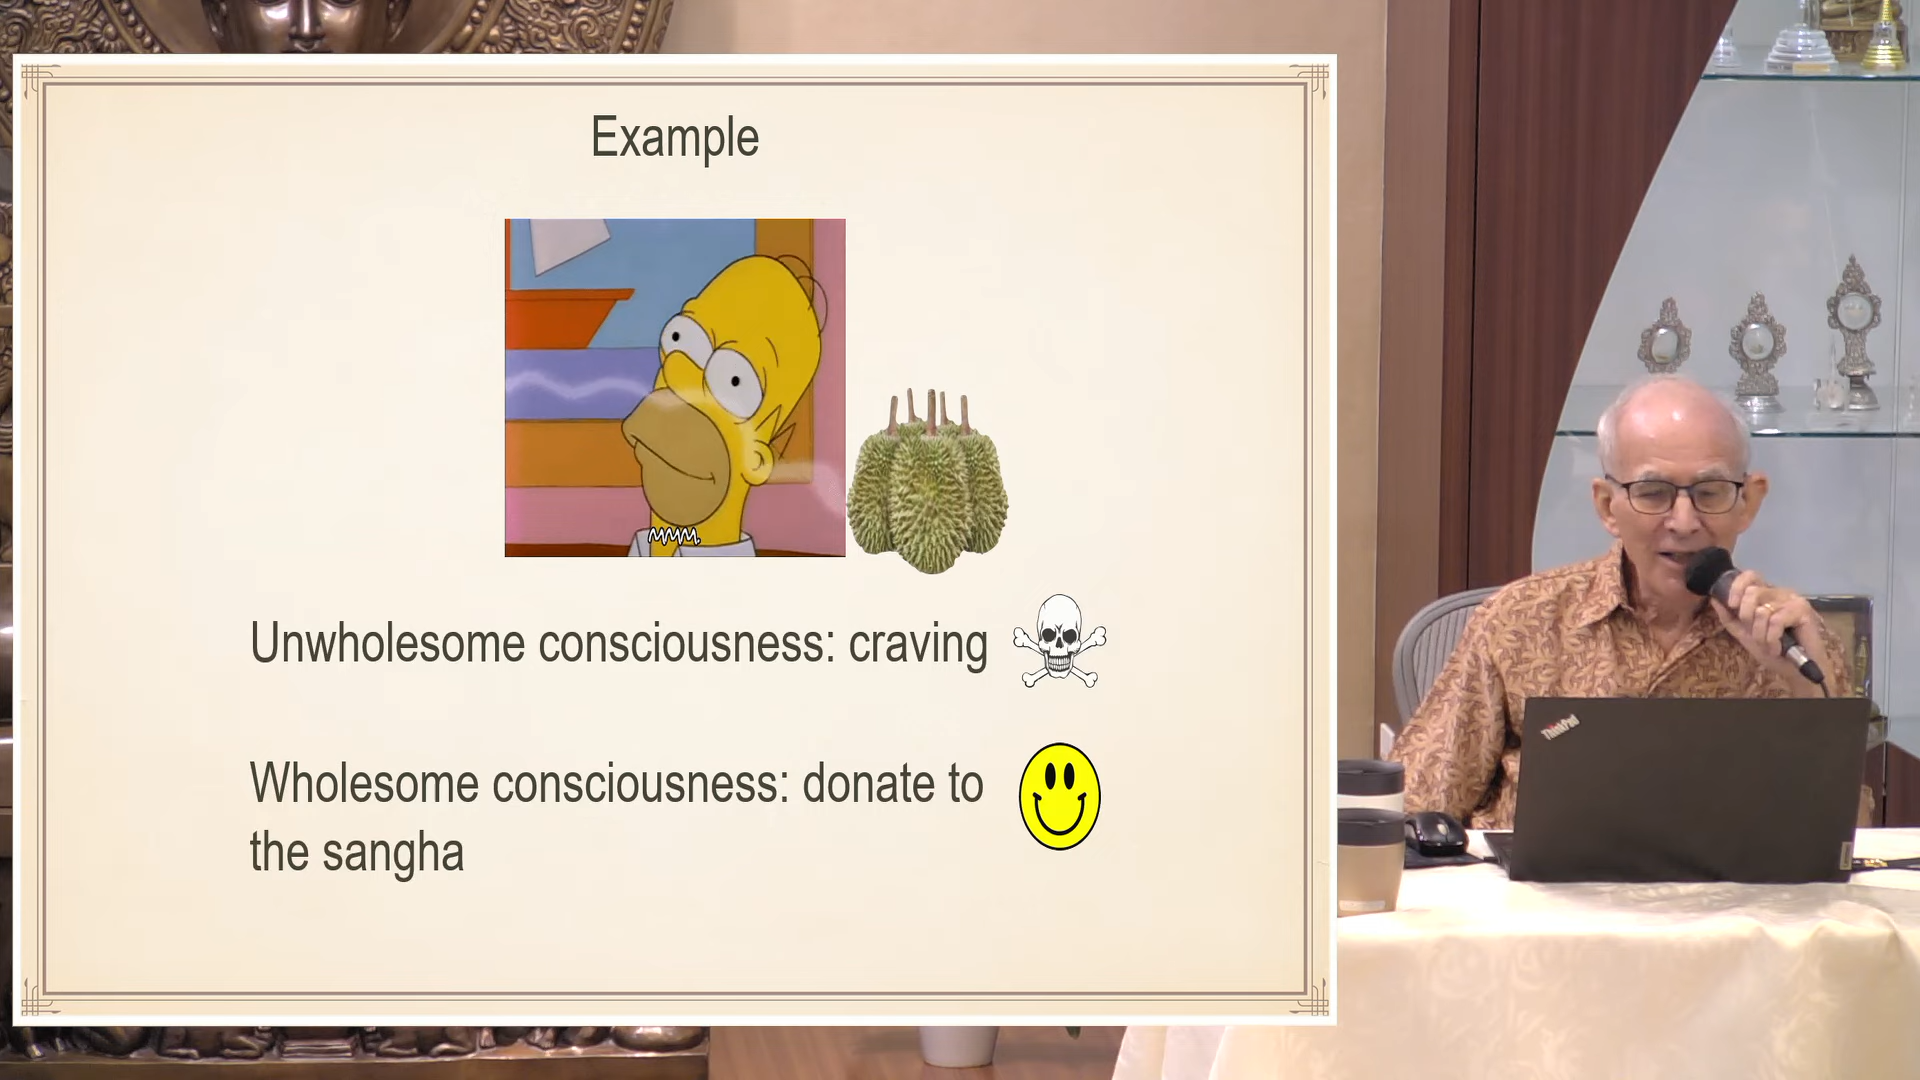 Example
MMM.
Unwholesome consciousness: craving
Wholesome consciousness: donate to
the sangha
ThinkPad